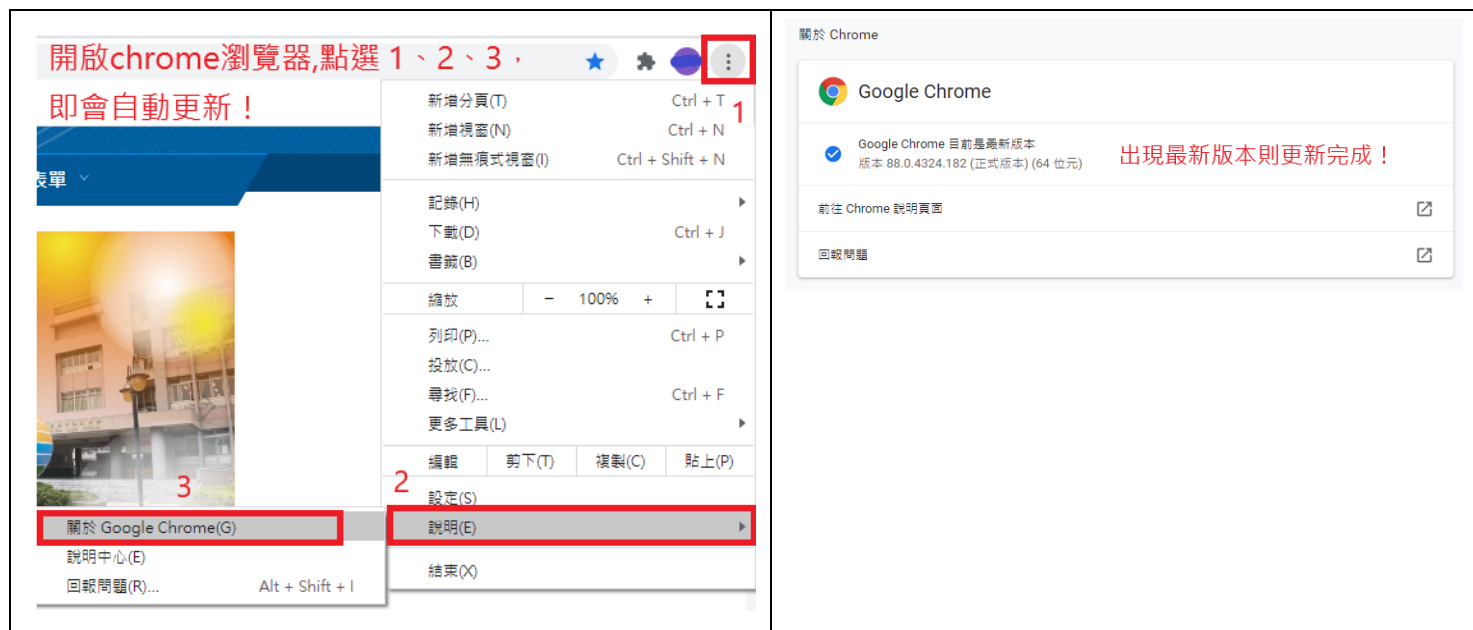 開啟chrome瀏覽器,點選 1、2、3，
即會自動更新！
1
新增分頁(T) Ctrl + T
新增視窗(N) Ctrl + N
新增無痕式視窗(I) Ctrl + Shift + N
表單
記錄(H)
下載(D) Ctrl + J
書籤(B)
縮放 − 100% +
列印(P)... Ctrl + P
投放(C)...
尋找(F)... Ctrl + F
更多工具(L)
編輯 剪下(T) 複製(C) 貼上(P)
2
設定(S)
說明(E)
結束(X)
3
關於 Google Chrome(G)
說明中心(E)
回報問題(R)... Alt + Shift + I
關於 Chrome
Google Chrome
Google Chrome 目前是最新版本
版本 88.0.4324.182 (正式版本) (64 位元)
出現最新版本則更新完成！
前往 Chrome 說明頁面
回報問題